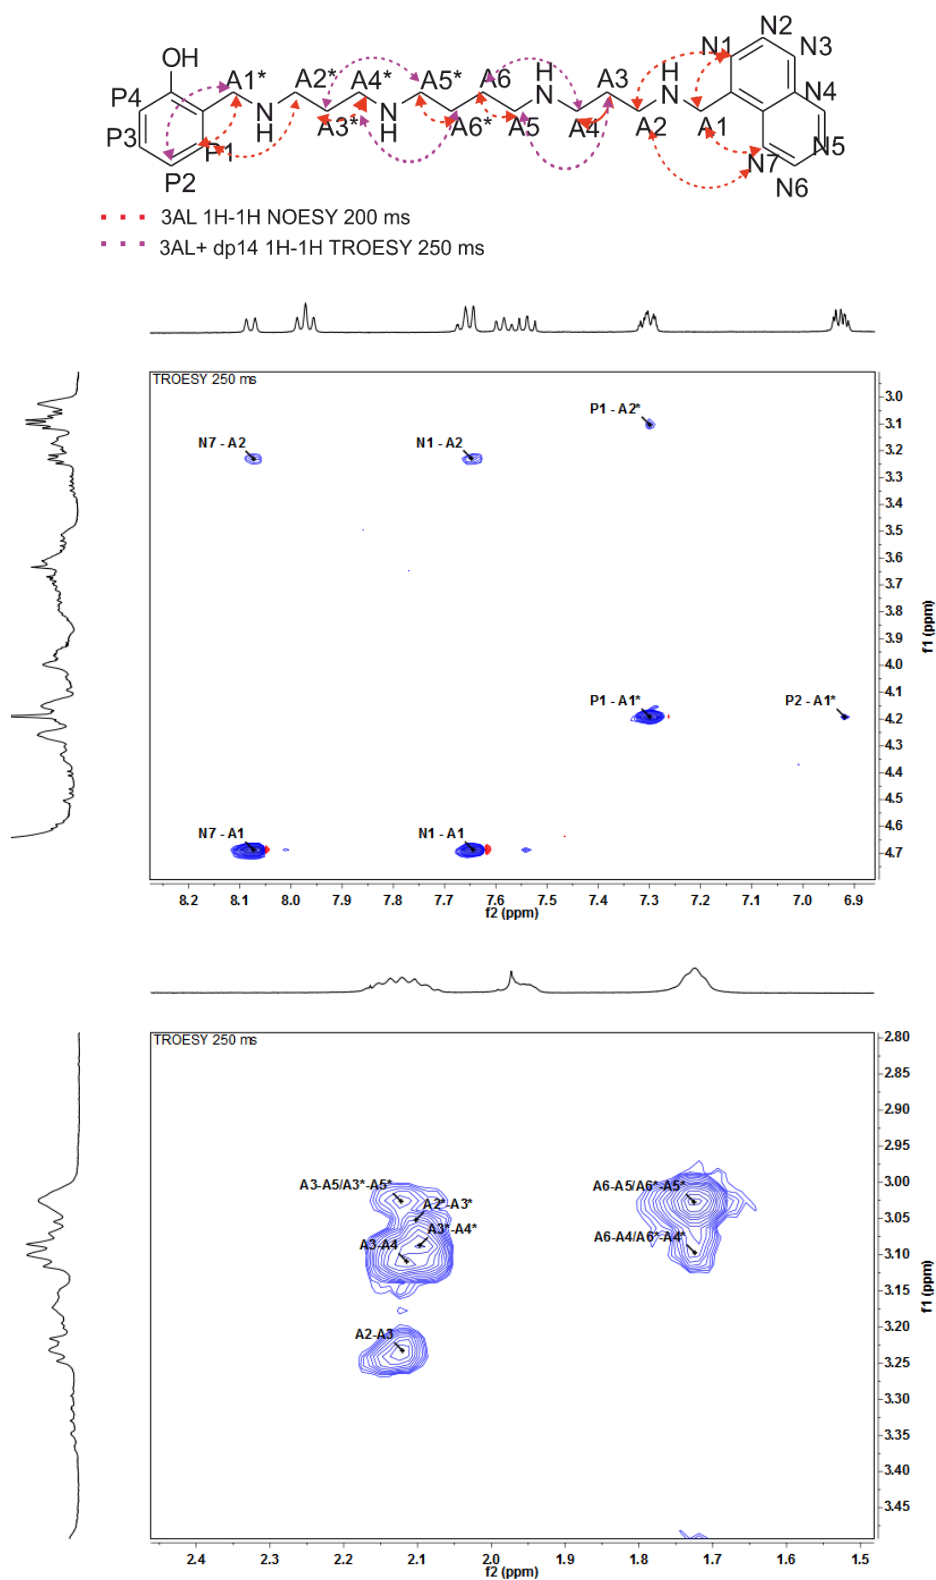 N2
N1
N3
OH
H
H
A1*
A2*
A4*
A5*
A6
N
A3
N
P4
N4
N
H
A3*
N
H
A6*
A5
A4
A2
A1
P3
P1
N5
P2
N7
N6
3AL 1H-1H NOESY 200 ms
3AL+ dp14 1H-1H TROESY 250 ms
TROESY 250 ms
3.0
P1 - A2*
3.1
N7 - A2
N1 - A2
3.2
3.3
3.4
3.5
3.6
3.7
3.8
3.9
4.0
4.1
P1 - A1*
P2 - A1*
4.2
4.3
4.4
4.5
4.6
N7 - A1
N1 - A1
4.7
f1 (ppm)
8.2 8.1 8.0 7.9 7.8 7.7 7.6 7.5 7.4 7.3 7.2 7.1 7.0 6.9
f2 (ppm)
TROESY 250 ms
2.80
2.85
2.90
2.95
A3-A5/A3*-A5*
A6-A5/A6*-A5*
3.00
A2*-A3*
3.05
A3*-A4*
A6-A4/A6*-A4*
A3-A4
3.10
3.15
3.20
A2-A3
3.25
3.30
3.35
3.40
3.45
f1 (ppm)
2.4 2.3 2.2 2.1 2.0 1.9 1.8 1.7 1.6 1.5
f2 (ppm)